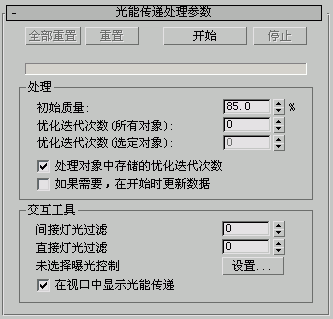 - 光能传递处理参数
全部重置 重置 开始 停止
处理
初始质量: 85.0 %
优化迭代次数(所有对象): 0
优化迭代次数(选定对象): 0
处理对象中存储的优化迭代次数
如果需要,在开始时更新数据
交互工具
间接灯光过滤 0
直接灯光过滤 0
未选择曝光控制 设置...
在视口中显示光能传递